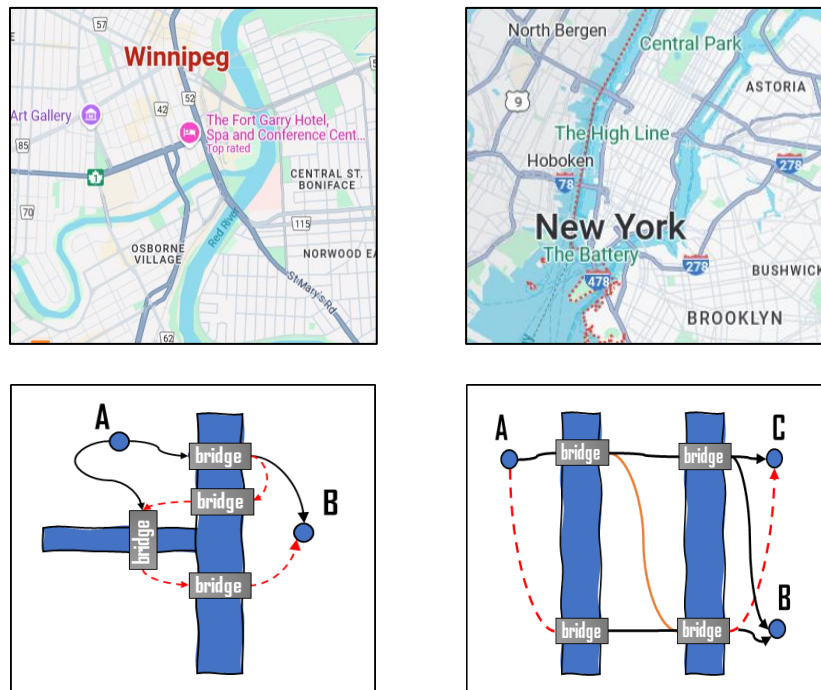 57
Winnipeg
52
42
Art Gallery
The Fort Garry Hotel,
Spa and Conference Cent...
Top rated
85
1
CENTRAL ST.
BONIFACE
70
115
Red River
OSBORNE
VILLAGE
NORWOOD EA
St Mary's Rd
62
North Bergen
Central Park
9
ASTORIA
The High Line
278
Hoboken
78
New York
The Battery
278
478
BUSHWICK
BROOKLYN
A
bridge
bridge
B
bridge
bridge
A
C
bridge
bridge
B
bridge
bridge